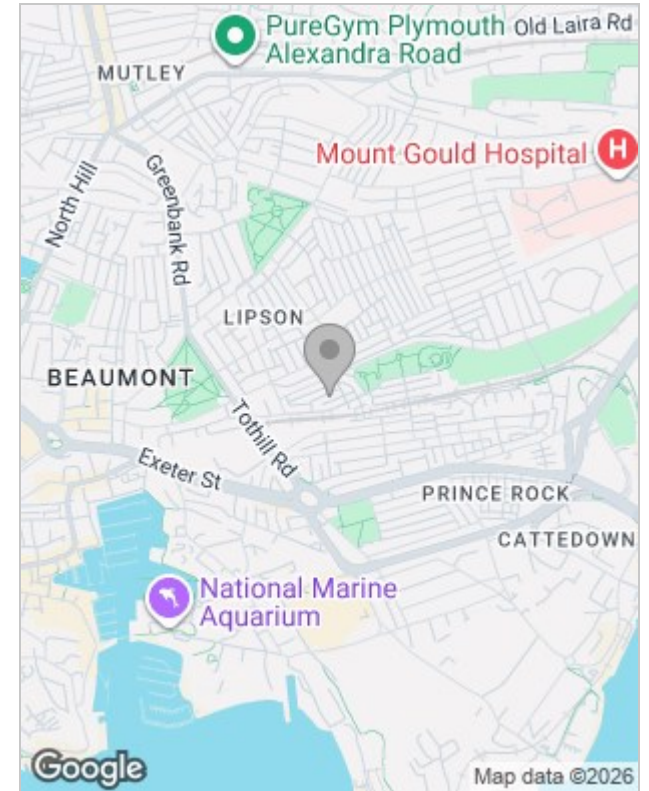 PureGym Plymouth
Alexandra Road
Old Laira Rd
MUTLEY
Mount Gould Hospital
H
North Hill
Greenbank Rd
LIPSON
BEAUMONT
Tothill Rd
Exeter St
PRINCE ROCK
CATTEDOWN
National Marine
Aquarium
Google
Map data ©2026